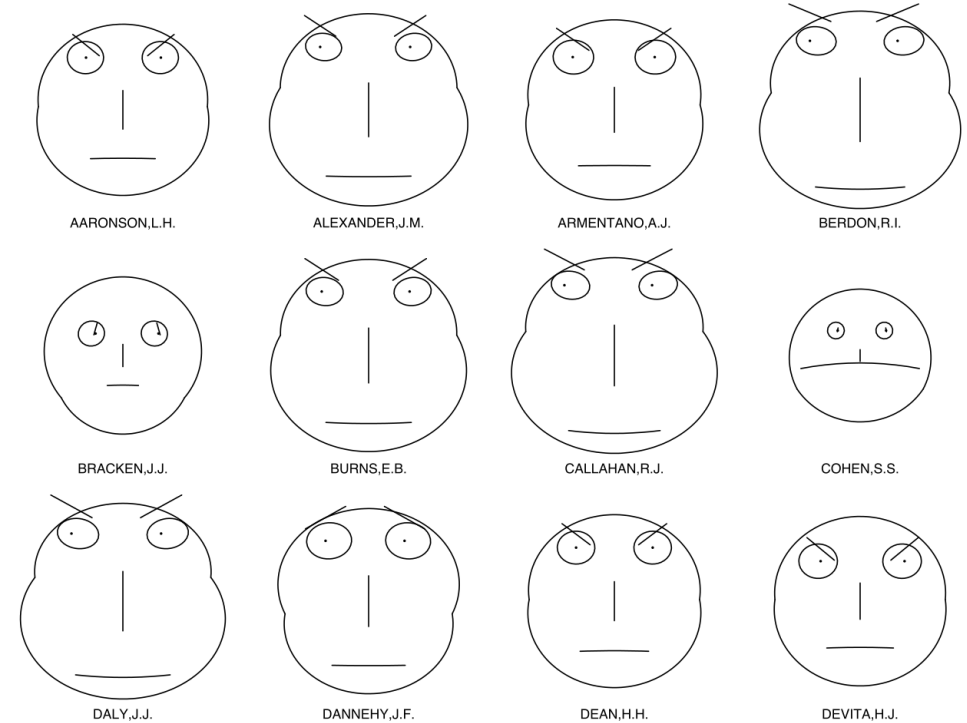 AARONSON,L.H.
ALEXANDER,J.M.
ARMENTANO,A.J.
BERDON,R.I.
BRACKEN,J.J.
BURNS,E.B.
CALLAHAN,R.J.
COHEN,S.S.
DALY,J.J.
DANNEHY,J.F.
DEAN,H.H.
DEVITA,H.J.